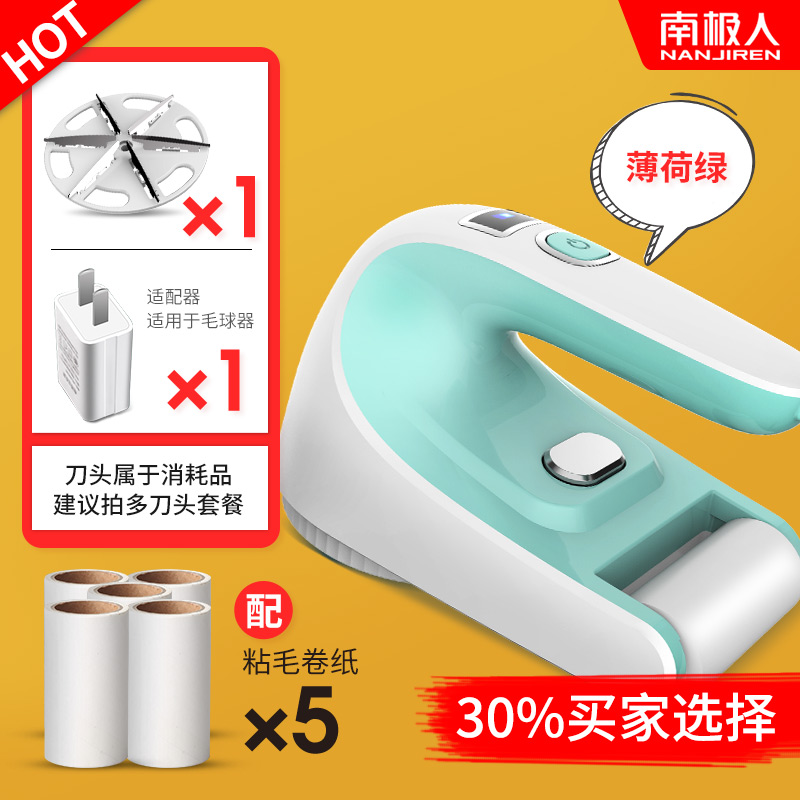 HOT
南极人
NANJIREN
薄荷绿
×1
适配器
适用于毛球器
×1
刀头属于消耗品
建议拍多刀头套餐
配
粘毛卷纸
×5
30%买家选择